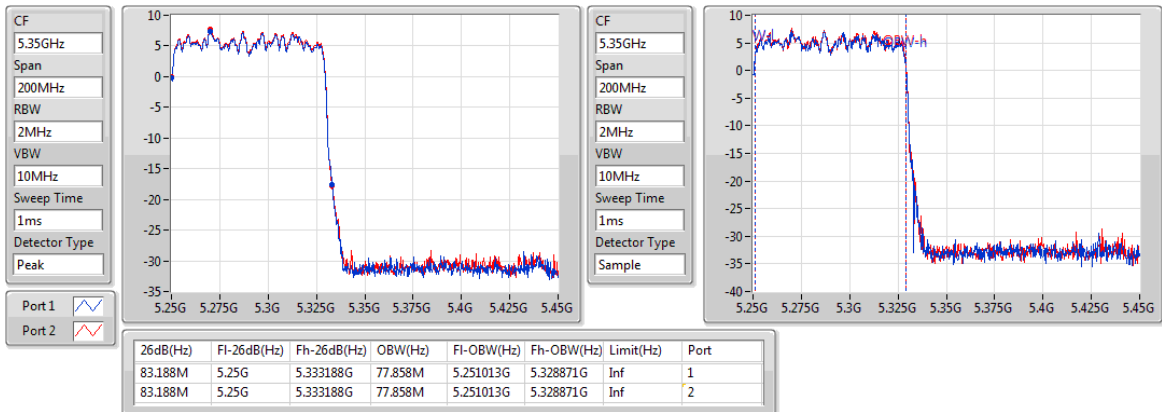 CF
5.35GHz
Span
200MHz
RBW
2MHz
VBW
10MHz
Sweep Time
1ms
Detector Type
Peak
Port 1
Port 2
10
5
0
-5
-10
-15
-20
-25
-30
-35
5.25G 5.275G 5.3G 5.325G 5.35G 5.375G 5.4G 5.425G 5.45G
CF
5.35GHz
Span
200MHz
RBW
2MHz
VBW
10MHz
Sweep Time
1ms
Detector Type
Sample
10
5
0
-5
-10
-15
-20
-25
-30
-35
-40
OBW-h
5.25G 5.275G 5.3G 5.325G 5.35G 5.375G 5.4G 5.425G 5.45G
26dB(Hz) Fl-26dB(Hz) Fh-26dB(Hz) OBW(Hz) Fl-OBW(Hz) Fh-OBW(Hz) Limit(Hz) Port
83.188M 5.25G 5.333188G 77.858M 5.251013G 5.328871G Inf 1
83.188M 5.25G 5.333188G 77.858M 5.251013G 5.328871G Inf 2